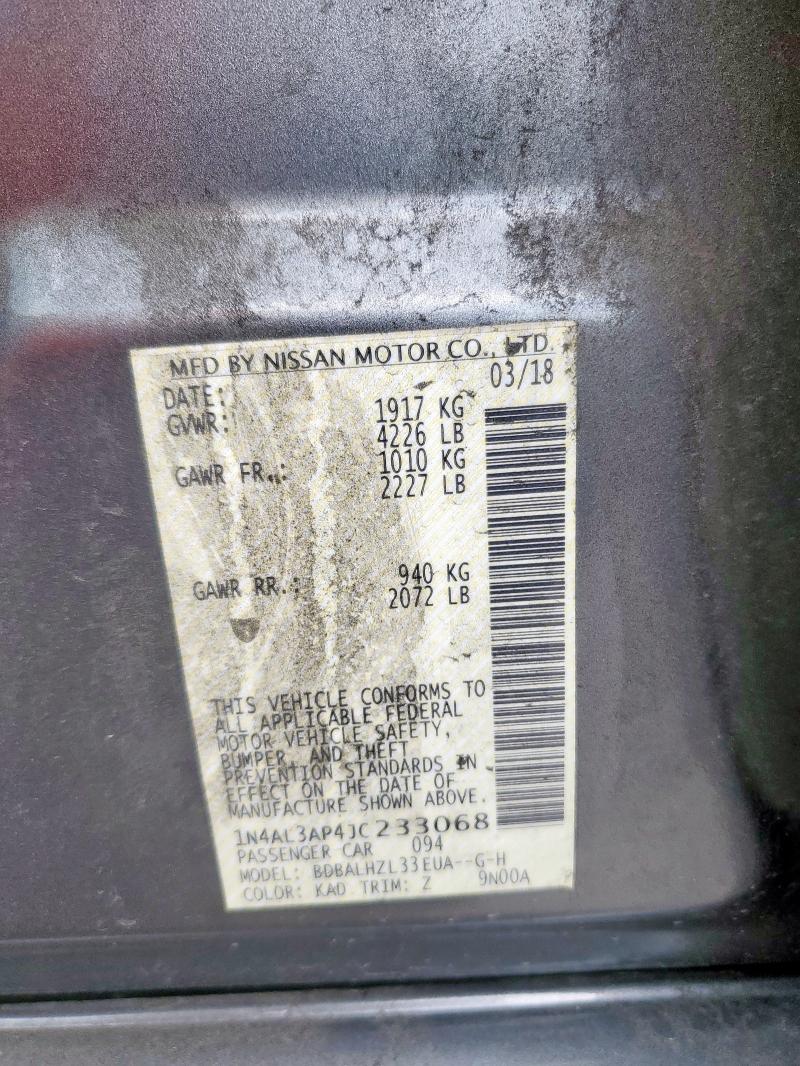 MFD BY NISSAN MOTOR CO., LTD.
DATE: 03/18
GVWR: 1917 KG
4226 LB
GAWR FR.: 1010 KG
2227 LB
GAWR RR.: 940 KG
2072 LB
THIS VEHICLE CONFORMS TO
ALL APPLICABLE FEDERAL
MOTOR VEHICLE SAFETY,
BUMPER, AND THEFT
PREVENTION STANDARDS IN
EFFECT ON THE DATE OF
MANUFACTURE SHOWN ABOVE.
1N4AL3AP4JC233068
PASSENGER CAR 094
MODEL: BDBALHZL33EUA--G-H
COLOR: KAD TRIM: Z 9N00A